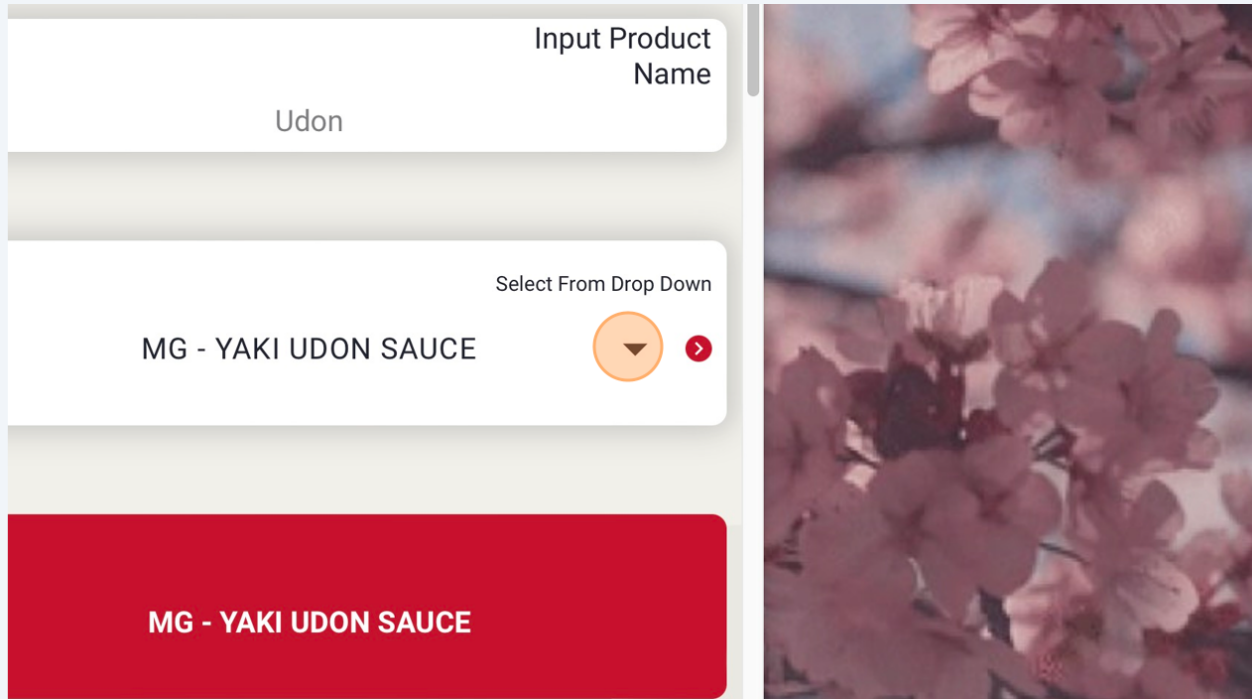 Input Product
Name
Udon
Select From Drop Down
MG - YAKI UDON SAUCE
MG - YAKI UDON SAUCE